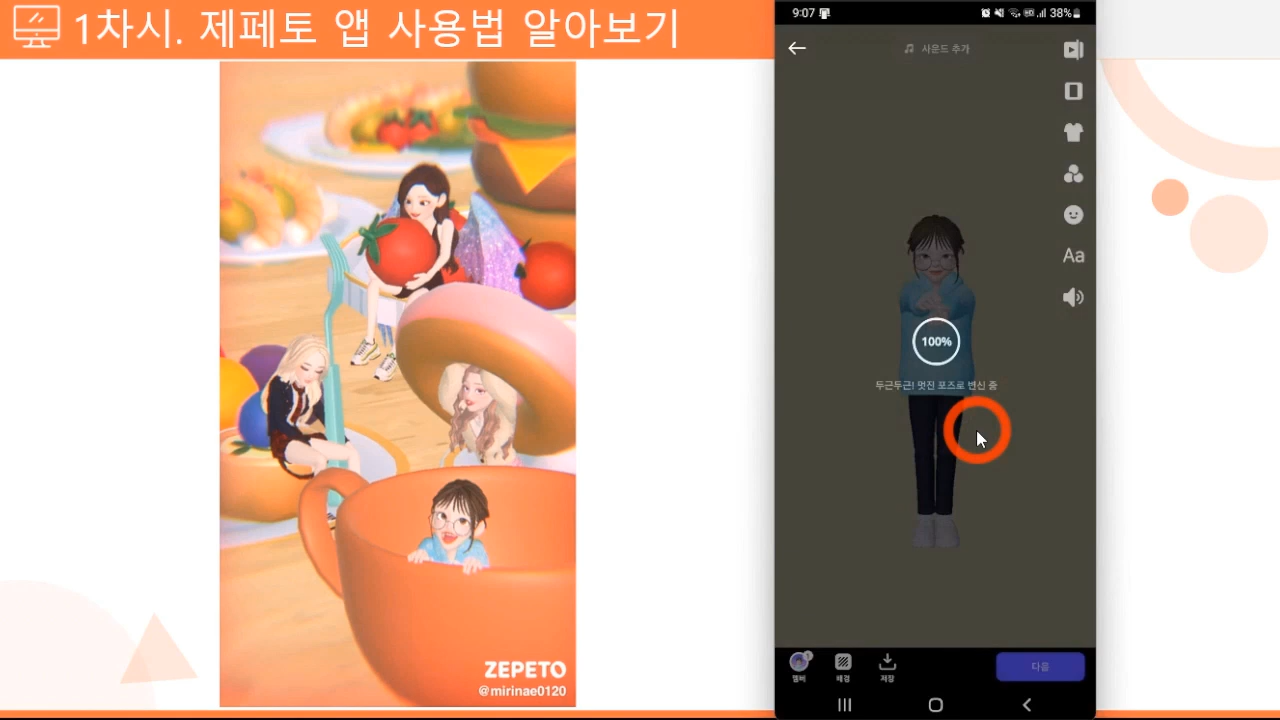 1차시. 제페토 앱 사용법 알아보기
ZEPETO
@mirinae0120
9:07
38%
사운드 추가
Aa
100%
두근두근! 멋진 포즈로 변신 중
1
멤버
배경
저장
다음